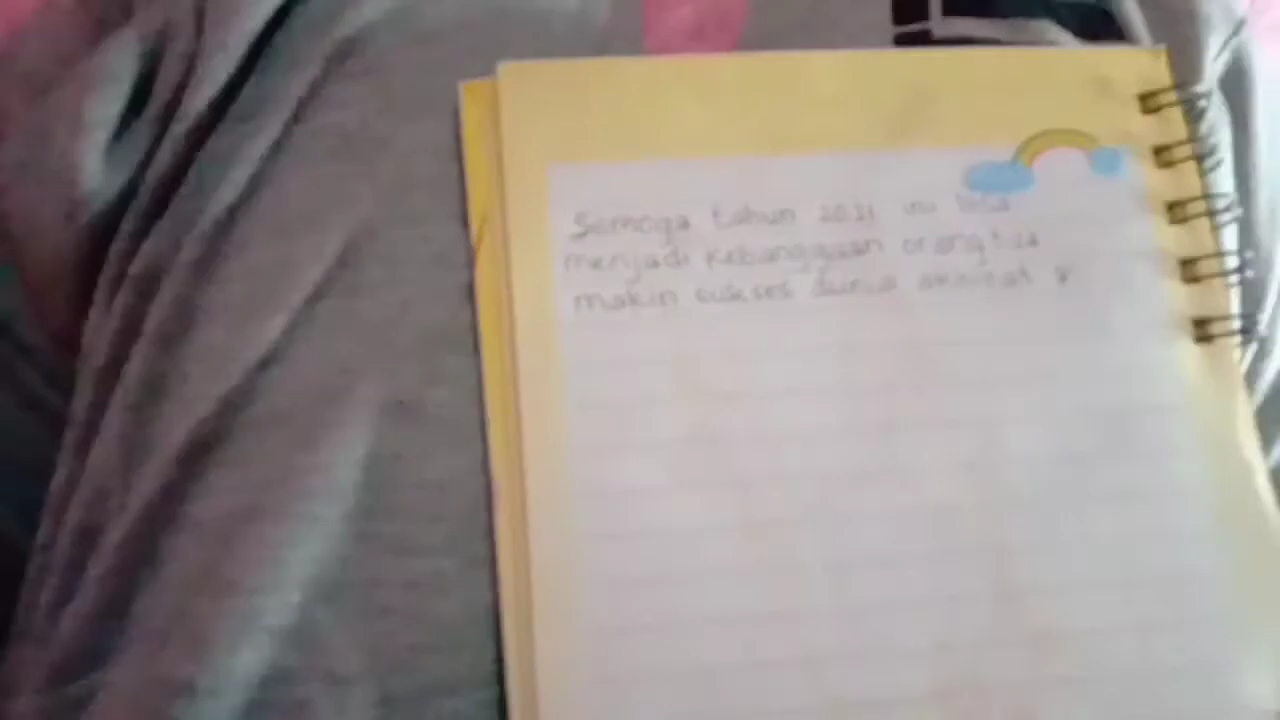 Semoga tahun 2021 ini bisa
menjadi kebanggaan orang tua
makin sukses dunia akhirat